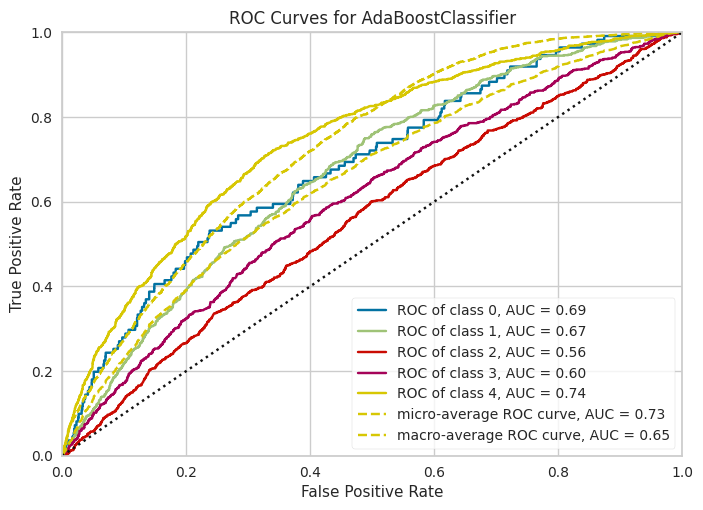 ROC Curves for AdaBoostClassifier
True Positive Rate
1.0
0.8
0.6
0.4
0.2
0.0
ROC of class 0, AUC = 0.69
ROC of class 1, AUC = 0.67
ROC of class 2, AUC = 0.56
ROC of class 3, AUC = 0.60
ROC of class 4, AUC = 0.74
micro-average ROC curve, AUC = 0.73
macro-average ROC curve, AUC = 0.65
0.0 0.2 0.4 0.6 0.8 1.0
False Positive Rate